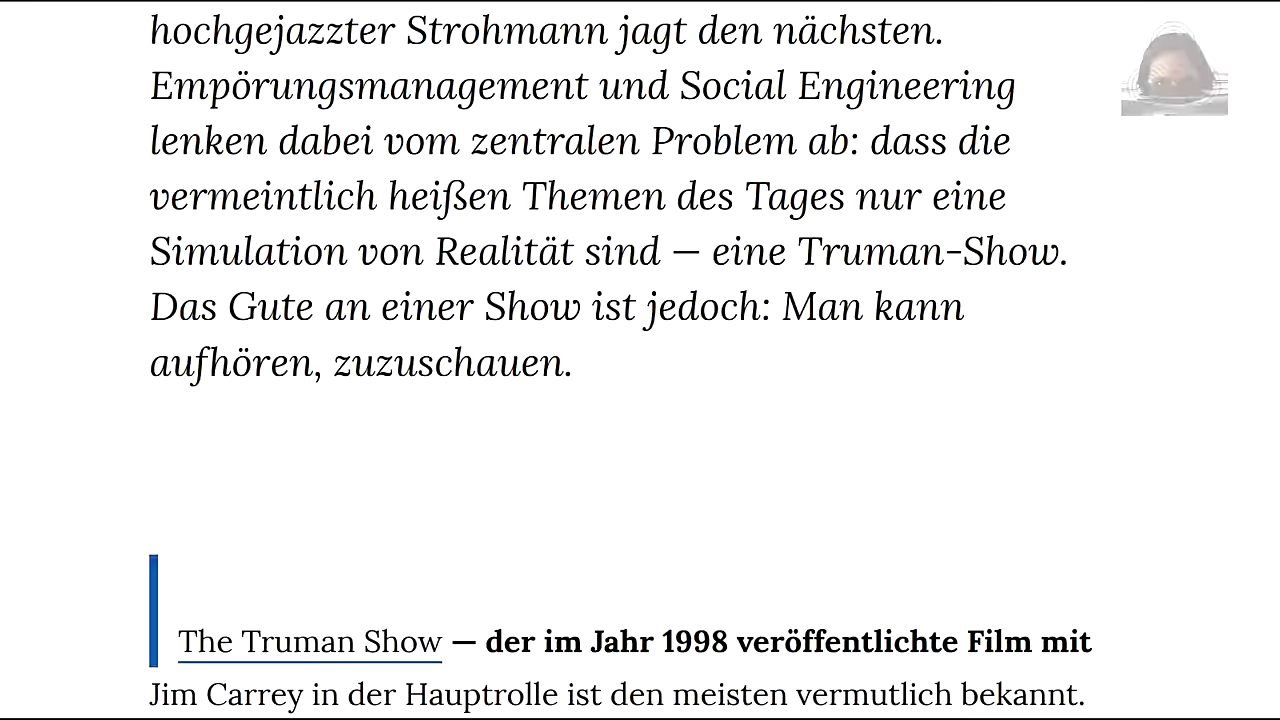 hochgejazzter Strohmann jagt den nächsten.
Empörungsmanagement und Social Engineering
lenken dabei vom zentralen Problem ab: dass die
vermeintlich heißen Themen des Tages nur eine
Simulation von Realität sind — eine Truman-Show.
Das Gute an einer Show ist jedoch: Man kann
aufhören, zuzuschauen.
The Truman Show — der im Jahr 1998 veröffentlichte Film mit
Jim Carrey in der Hauptrolle ist den meisten vermutlich bekannt.